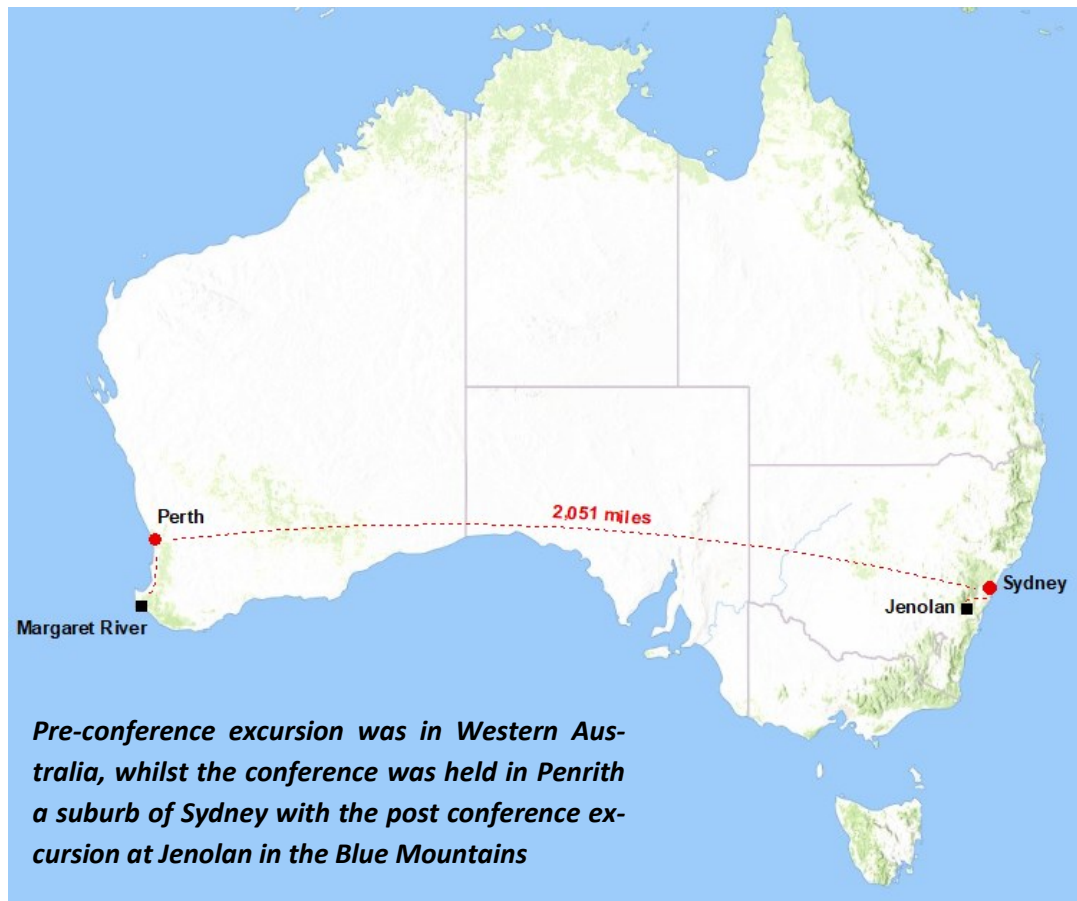 Perth
2,051 miles
Sydney
Jenolan
Margaret River
Pre-conference excursion was in Western Aus-
tralia, whilst the conference was held in Penrith
a suburb of Sydney with the post conference ex-
cursion at Jenolan in the Blue Mountains